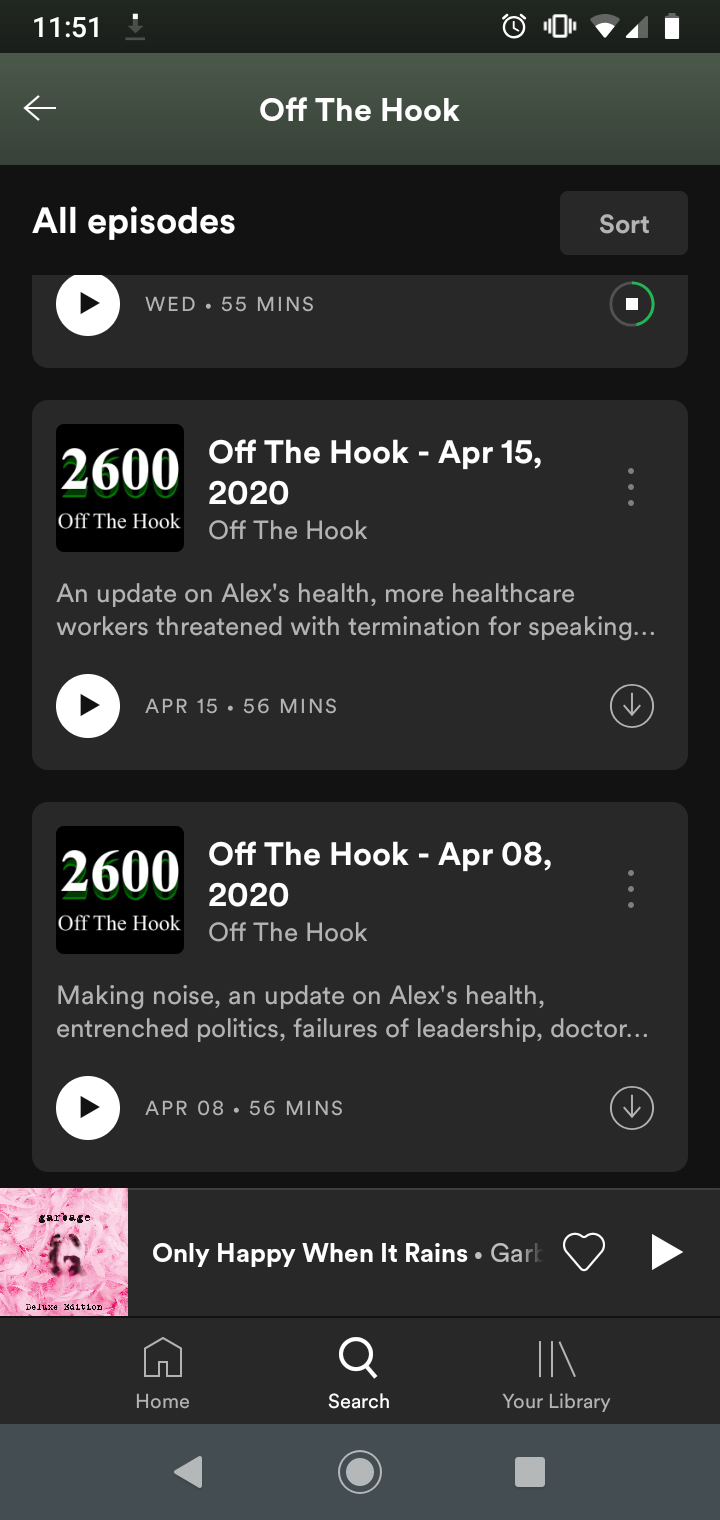 11:51
Off The Hook
All episodes
Sort
WED • 55 MINS
2600
Off The Hook
Off The Hook - Apr 15,
2020
Off The Hook
An update on Alex's health, more healthcare
workers threatened with termination for speaking...
APR 15 • 56 MINS
2600
Off The Hook
Off The Hook - Apr 08,
2020
Off The Hook
Making noise, an update on Alex's health,
entrenched politics, failures of leadership, doctor...
APR 08 • 56 MINS
garbage
G
Deluxe Edition
Only Happy When It Rains • Garb
Home
Search
Your Library